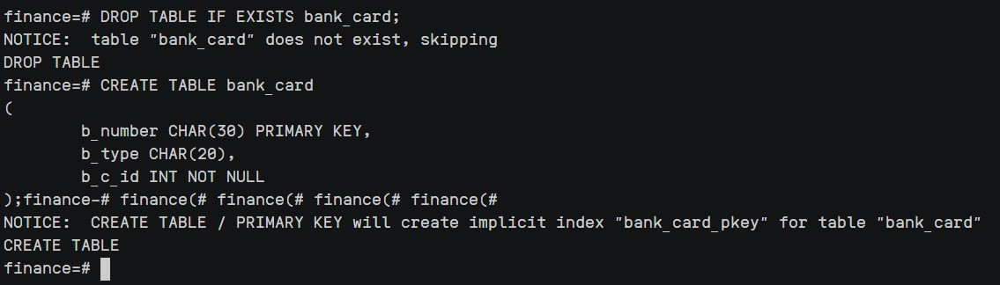 finance=# DROP TABLE IF EXISTS bank_card;
NOTICE:  table "bank_card" does not exist, skipping
DROP TABLE
finance=# CREATE TABLE bank_card
(
        b_number CHAR(30) PRIMARY KEY,
        b_type CHAR(20),
        b_c_id INT NOT NULL
);finance-# finance(# finance(# finance(# finance(#
NOTICE:  CREATE TABLE / PRIMARY KEY will create implicit index "bank_card_pkey" for table "bank_card"
CREATE TABLE
finance=#